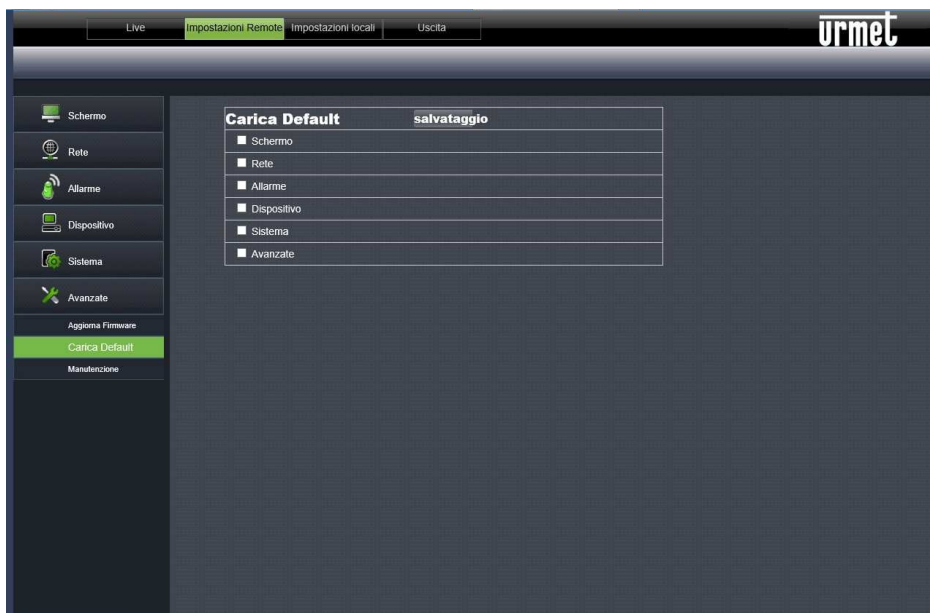 Live Impostazioni Remote Impostazioni locali Uscita
urmet
Schermo
Rete
Allarme
Dispositivo
Sistema
Avanzate
Aggiorna Firmware
Carica Default
Manutenzione
Carica Default salvataggio
Schermo
Rete
Allarme
Dispositivo
Sistema
Avanzate